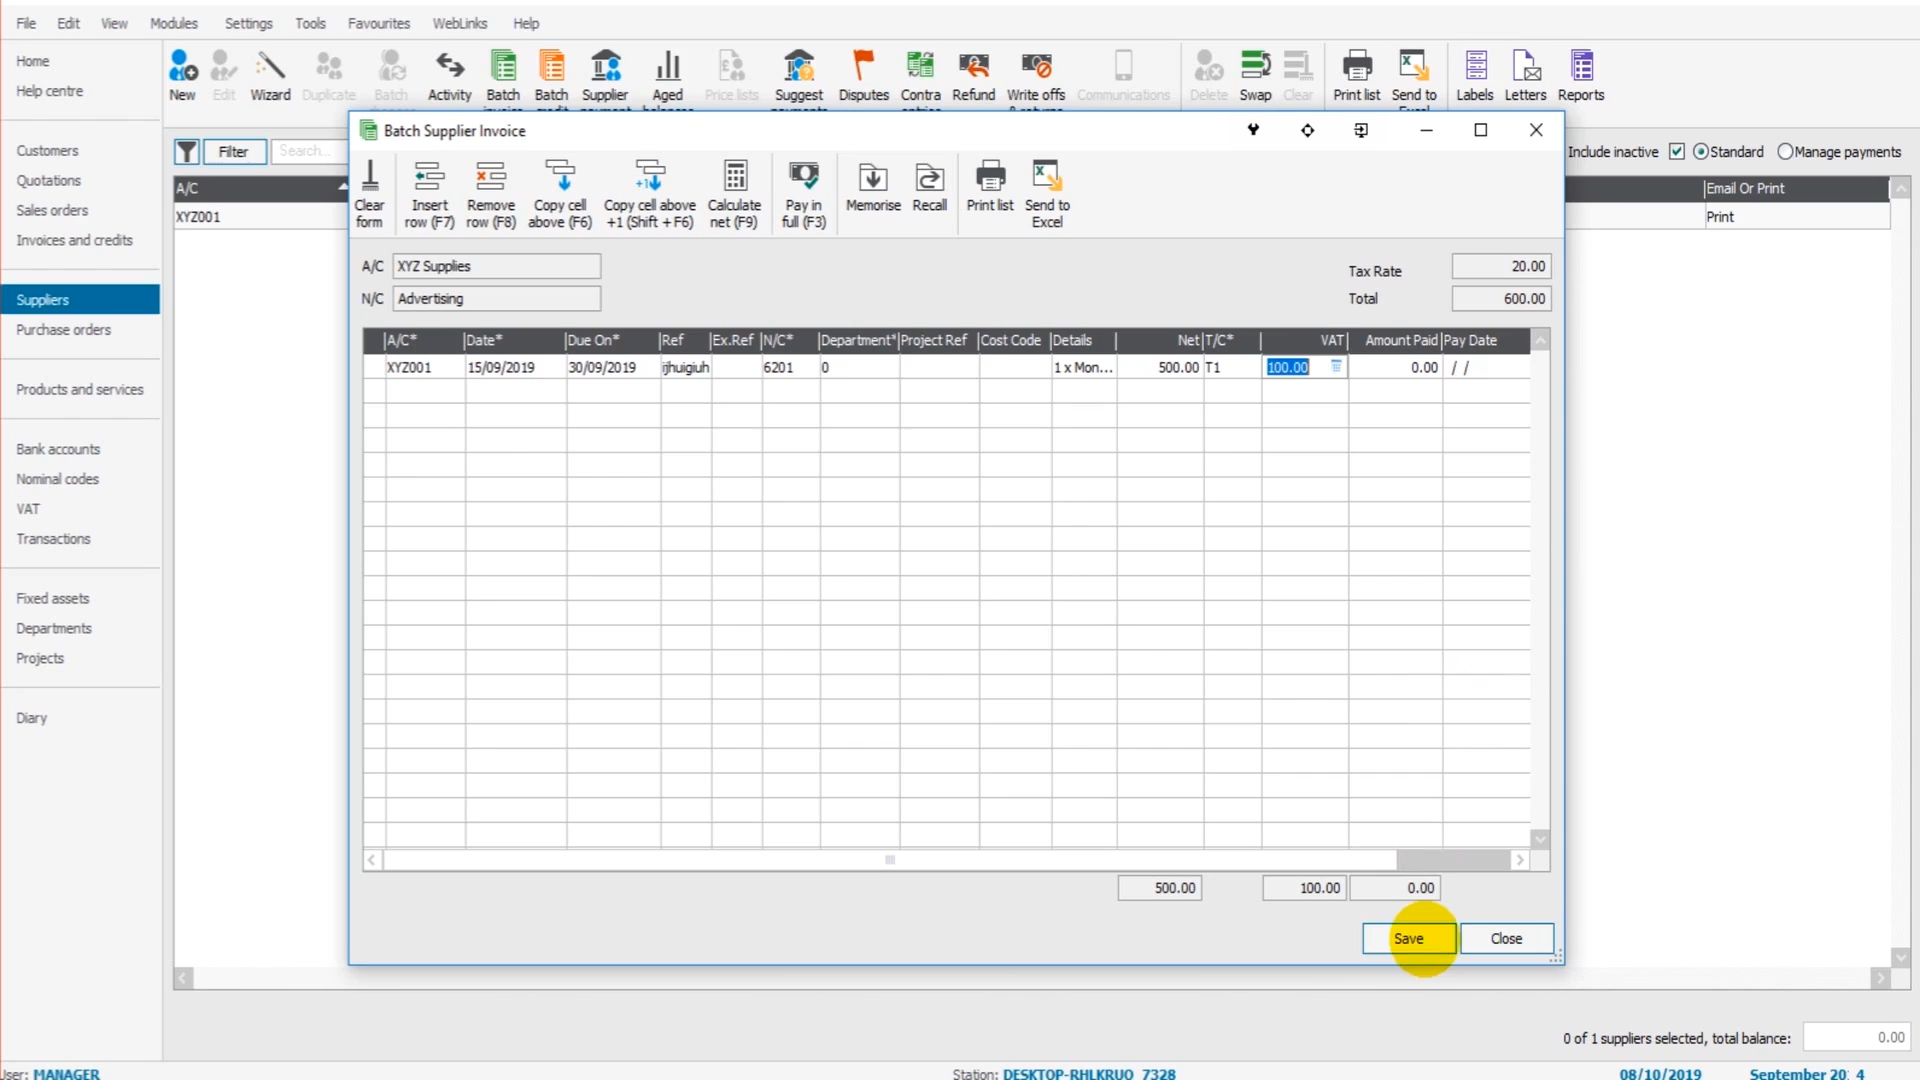 File Edit View Modules Settings Tools Favourites WebLinks Help
Home
Help centre
Customers
Quotations
Sales orders
Invoices and credits
Suppliers
Purchase orders
Products and services
Bank accounts
Nominal codes
VAT
Transactions
Fixed assets
Departments
Projects
Diary
New Edit Wizard Duplicate Batch Activity Batch Batch Supplier Aged Price lists Suggest Disputes Contra Refund Write offs Communications Delete Swap Clear Print list Send to Labels Letters Reports
Filter Search... Include inactive Standard Manage payments
A/C Email Or Print
XYZ001 Print
Batch Supplier Invoice
Clear form
Insert row (F7)
Remove row (F8)
Copy cell above (F6)
Copy cell above +1 (Shift + F6)
Calculate net (F9)
Pay in full (F3)
Memorise
Recall
Print list
Send to Excel
A/C XYZ Supplies Tax Rate 20.00
N/C Advertising Total 600.00
A/C* Date* Due On* Ref Ex.Ref N/C* Department* Project Ref Cost Code Details Net T/C* VAT Amount Paid Pay Date
XYZ001 15/09/2019 30/09/2019 ijhuigiuh 6201 0 1 x Mon... 500.00 T1 100.00 0.00 / /
500.00 100.00 0.00
Save Close
0 of 1 suppliers selected, total balance: 0.00
User: MANAGER Station: DESKTOP-RHLKRUO_7328 08/10/2019 September